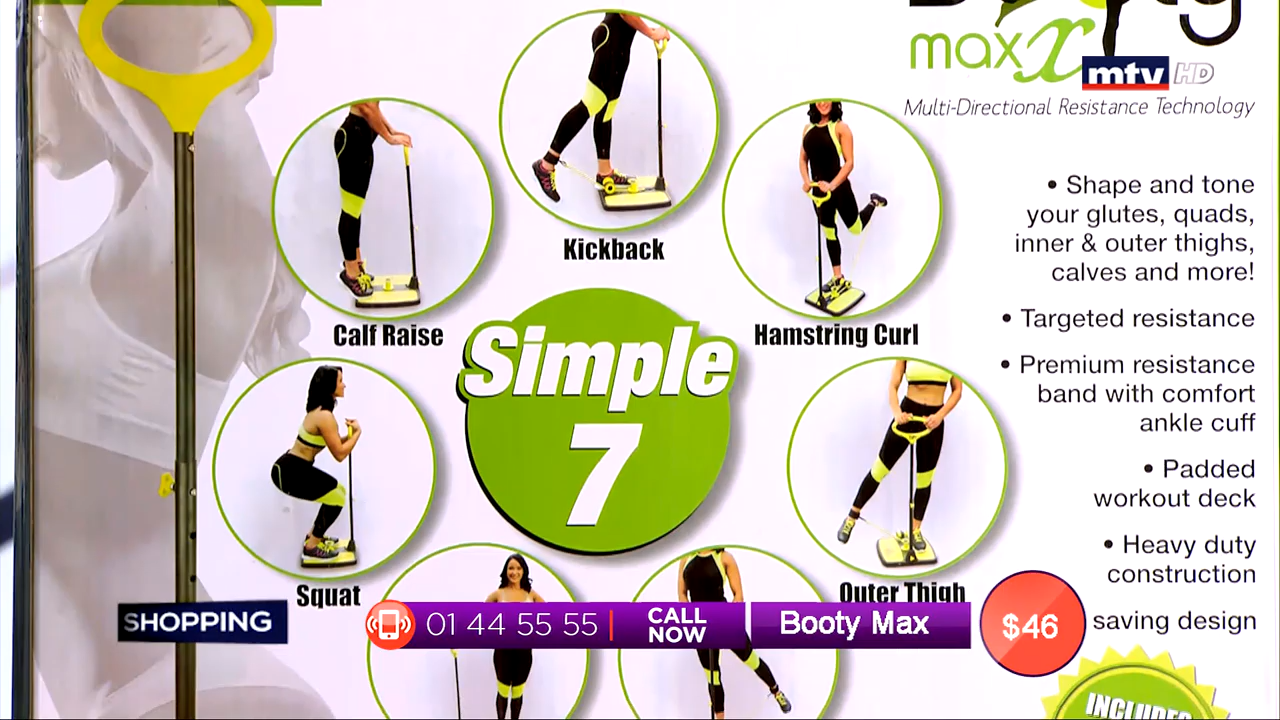 maxx
mtv HD
Multi-Directional Resistance Technology
Kickback
Calf Raise
Hamstring Curl
Simple
7
Squat
Outer Thigh
• Shape and tone
your glutes, quads,
inner & outer thighs,
calves and more!
• Targeted resistance
• Premium resistance
band with comfort
ankle cuff
• Padded
workout deck
• Heavy duty
construction
saving design
SHOPPING
01 44 55 55
CALL
NOW
Booty Max
$46